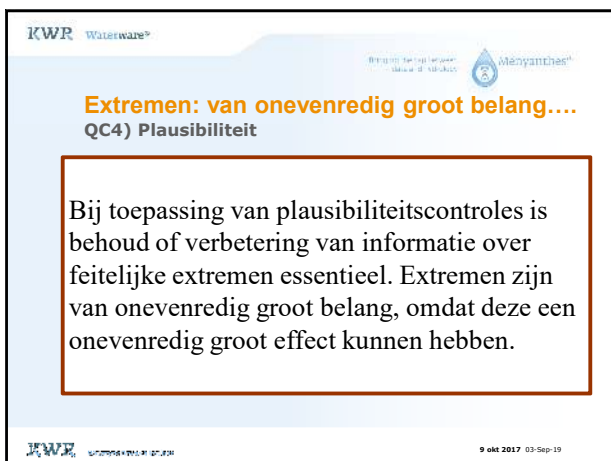 KWR Waterware®
Menyanthes®
Extremen: van onevenredig groot belang….
QC4) Plausibiliteit
Bij toepassing van plausibiliteitscontroles is
behoud of verbetering van informatie over
feitelijke extremen essentieel. Extremen zijn
van onevenredig groot belang, omdat deze een
onevenredig groot effect kunnen hebben.
KWR
9 okt 2017 03-Sep-19